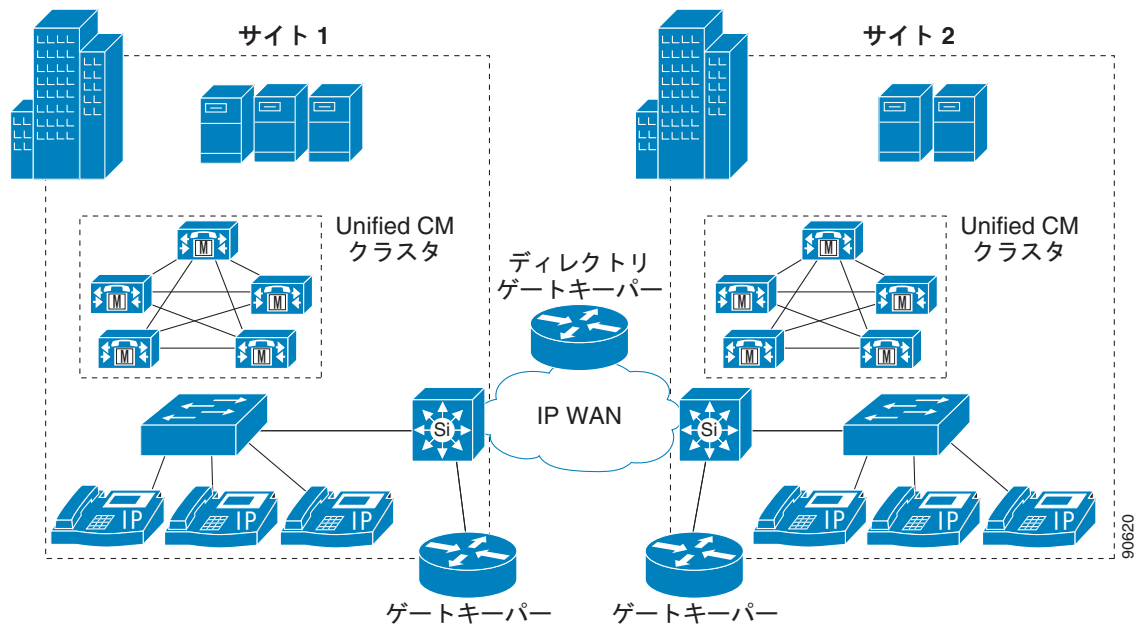 サイト 1
サイト 2
Unified CM
クラスタ
M
M
M
M
M
ディレクトリ
ゲートキーパー
Unified CM
クラスタ
M
M
M
M
M
Si
IP WAN
Si
IP
IP
IP
IP
IP
IP
ゲートキーパー
ゲートキーパー
90620